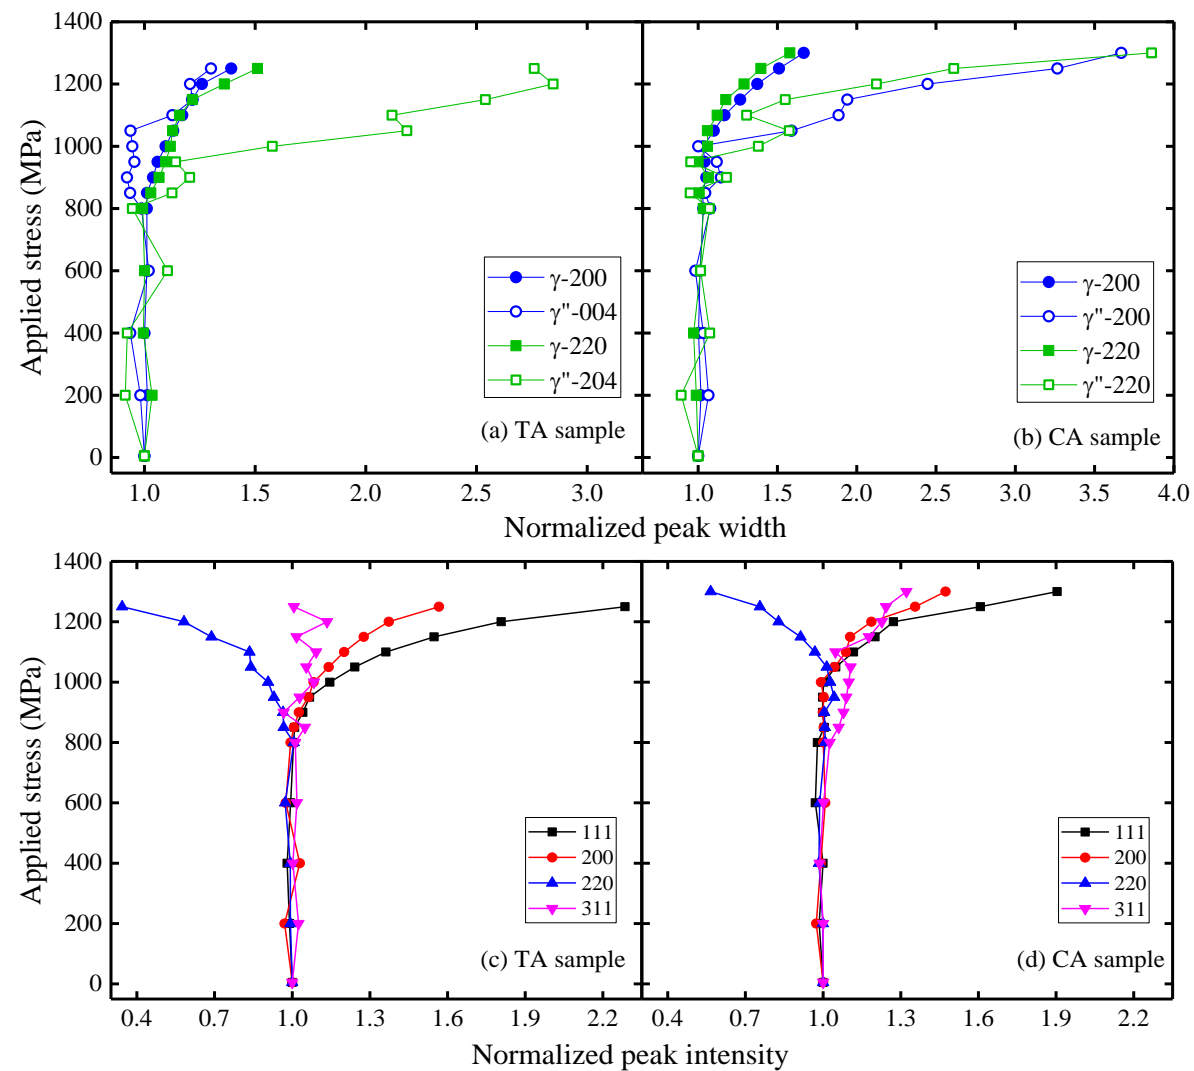 1400
1200
1000
800
600
400
200
0
Applied stress (MPa)
γ-200
γ"-004
γ-220
γ"-204
(a) TA sample
γ-200
γ"-200
γ-220
γ"-220
(b) CA sample
1.0 1.5 2.0 2.5 3.0
1.0 1.5 2.0 2.5 3.0 3.5 4.0
Normalized peak width
1400
1200
1000
800
600
400
200
0
Applied stress (MPa)
111
200
220
311
(c) TA sample
111
200
220
311
(d) CA sample
0.4 0.7 1.0 1.3 1.6 1.9 2.2
0.4 0.7 1.0 1.3 1.6 1.9 2.2
Normalized peak intensity